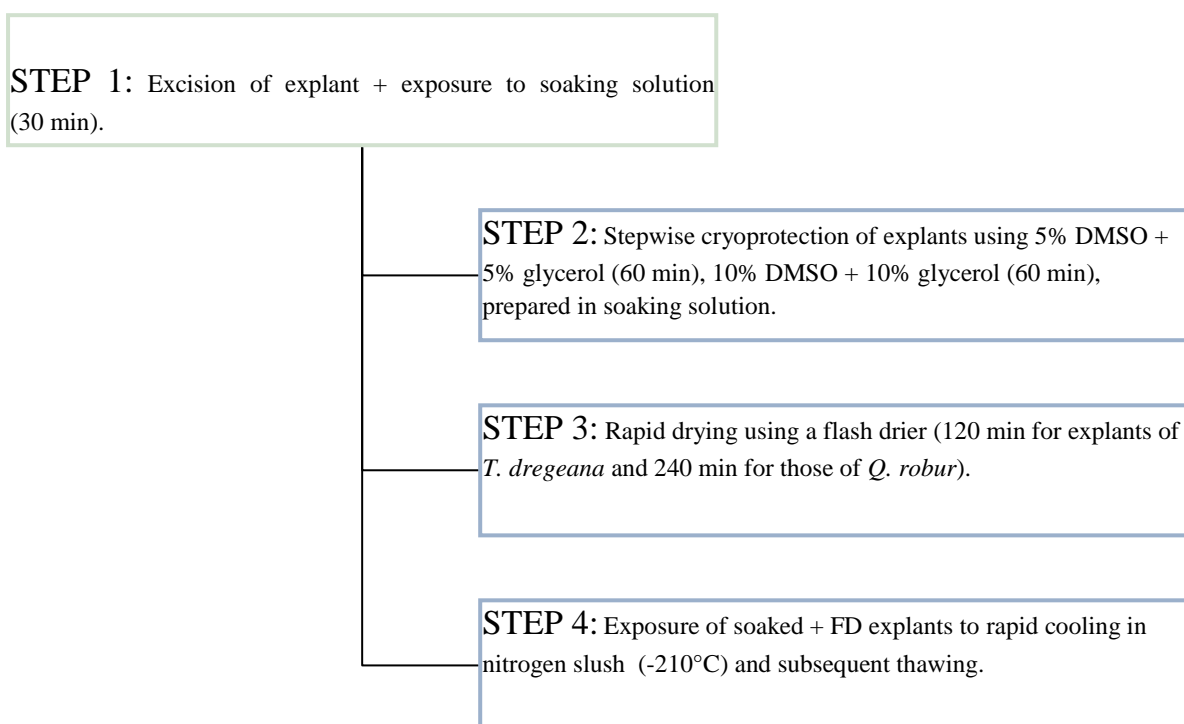 STEP 1: Excision of explant + exposure to soaking solution
(30 min).
STEP 2: Stepwise cryoprotection of explants using 5% DMSO +
5% glycerol (60 min), 10% DMSO + 10% glycerol (60 min),
prepared in soaking solution.
STEP 3: Rapid drying using a flash drier (120 min for explants of
T. dregeana and 240 min for those of Q. robur).
STEP 4: Exposure of soaked + FD explants to rapid cooling in
nitrogen slush (-210°C) and subsequent thawing.